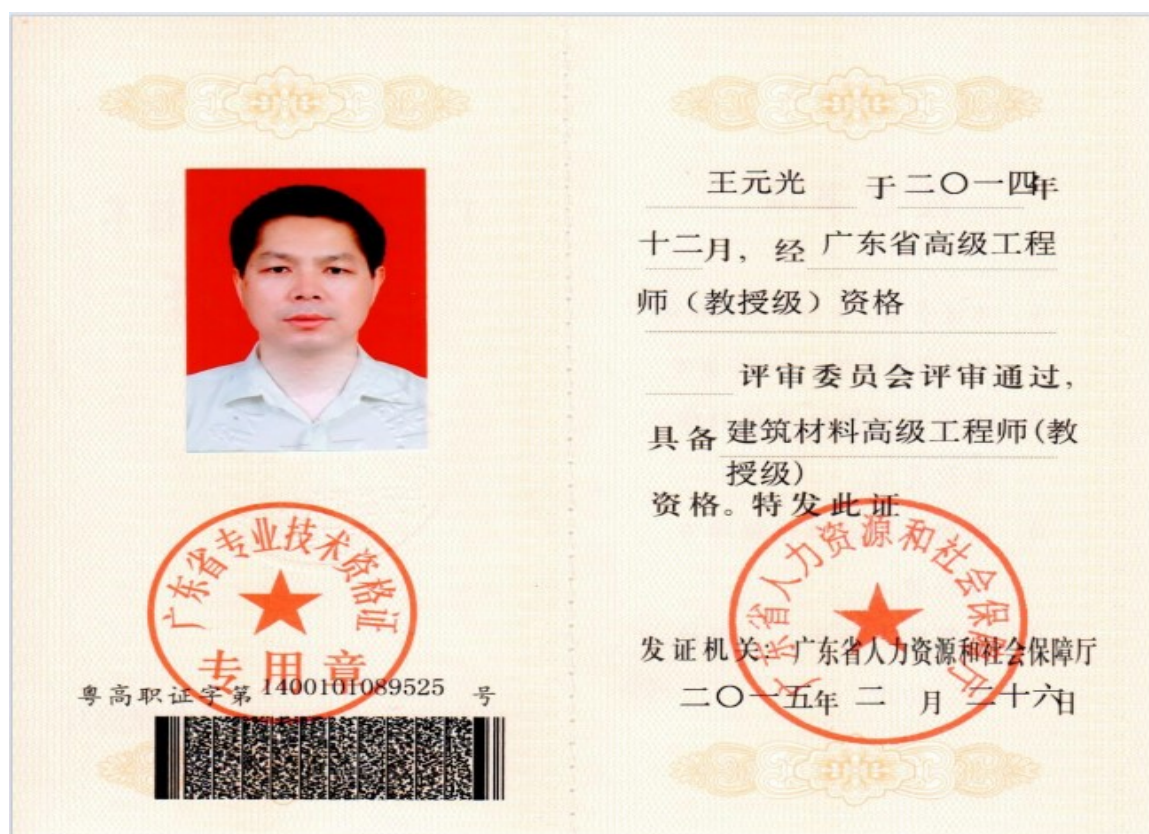 广东省专业技术资格证
专用章
粤高职证字第 1400101089525 号
王元光 于二〇一四年
十二月，经 广东省高级工程
师（教授级）资格
评审委员会评审通过，
具备 建筑材料高级工程师(教
授级)
资格。特发此证
广东省人力资源和社会保障厅
发证机关：广东省人力资源和社会保障厅
二〇一五年 二 月 二十六日